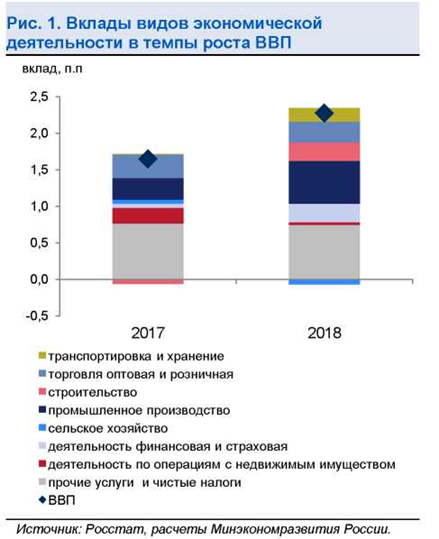 Рис. 1. Вклады видов экономической
деятельности в темпы роста ВВП
вклад, п.п
2,5
2,0
1,5
1,0
0,5
0,0
-0,5
2017
2018
транспортировка и хранение
торговля оптовая и розничная
строительство
промышленное производство
сельское хозяйство
деятельность финансовая и страховая
деятельность по операциям с недвижимым имуществом
прочие услуги и чистые налоги
ВВП
Источник: Росстат, расчеты Минэкономразвития России.